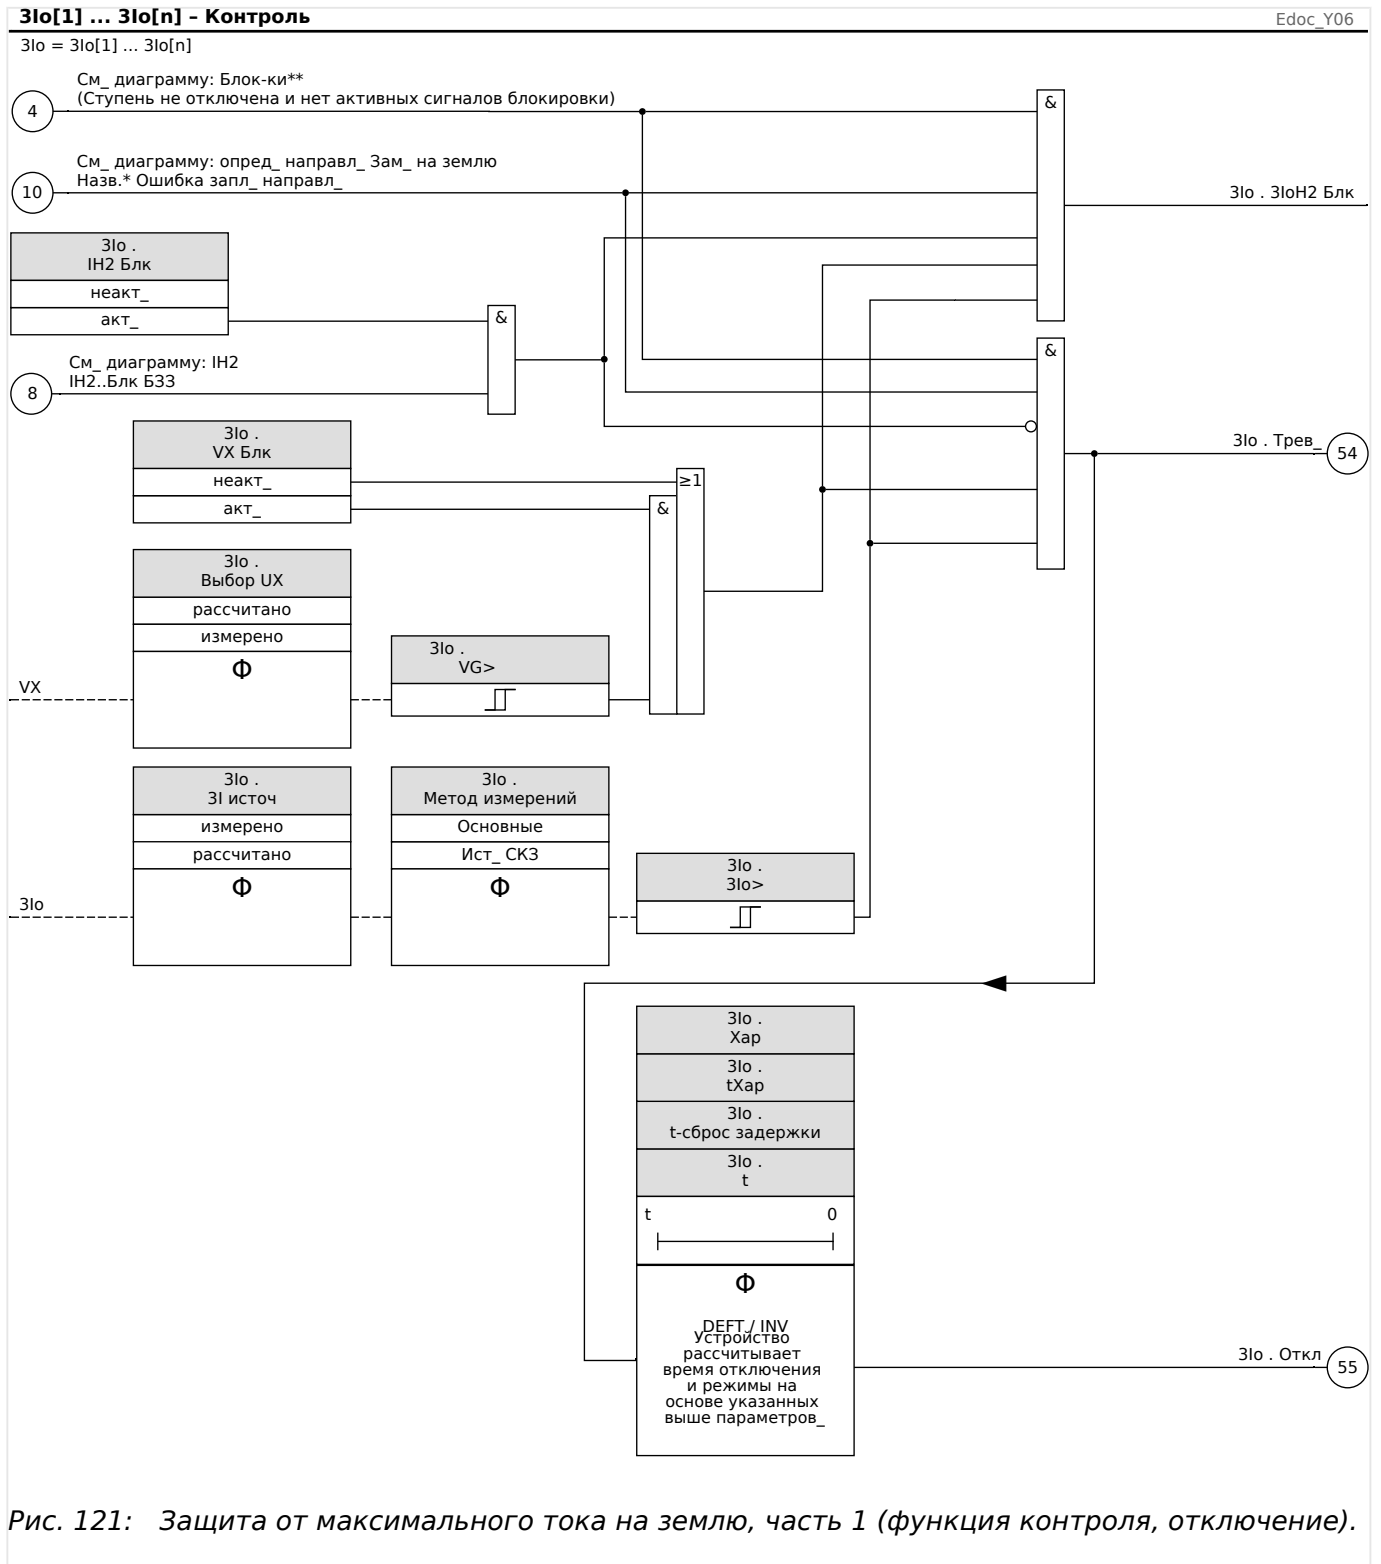 3Io[1] ... 3Io[n] – Контроль
Edoc_Y06
3Io = 3Io[1] ... 3Io[n]
См_ диаграмму: Блок-ки**
(Ступень не отключена и нет активных сигналов блокировки)
4
&
См_ диаграмму: опред_ направл_ Зам_ на землю
Назв.* Ошибка запл_ направл_
10
3Io . 3IoH2 Блк
3Io .
IH2 Блк
неакт_
акт_
&
&
См_ диаграмму: IH2
IH2..Блк БЗЗ
8
3Io .
VX Блк
неакт_
акт_
≥1
&
3Io . Трев_
54
3Io .
Выбор UX
рассчитано
измерено
Ф
VX
3Io .
VG>
3Io .
3I источ
измерено
рассчитано
Ф
3Io
3Io .
Метод измерений
Основные
Ист_ СКЗ
Ф
3Io .
3Io>
3Io .
Хар
3Io .
tХар
3Io .
t-сброс задержки
3Io .
t
t 0
Ф
DEFT / INV
Устройство
рассчитывает
время отключения
и режимы на
основе указанных
выше параметров_
3Io . Откл
55
Рис. 121: Защита от максимального тока на землю, часть 1 (функция контроля, отключение).